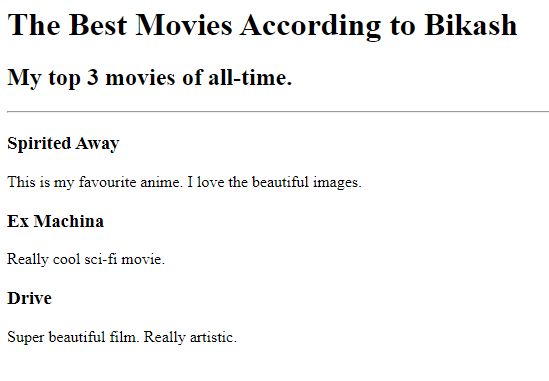 The Best Movies According to Bikash
My top 3 movies of all-time.
Spirited Away
This is my favourite anime. I love the beautiful images.
Ex Machina
Really cool sci-fi movie.
Drive
Super beautiful film. Really artistic.